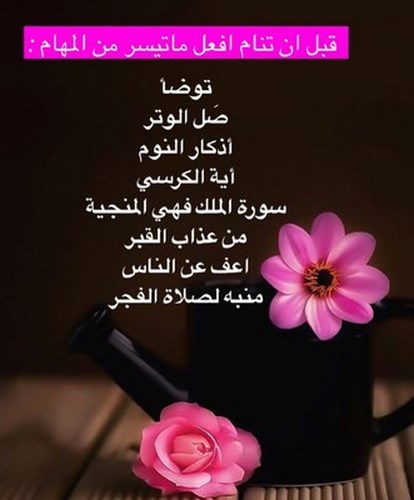 قبل ان تنام افعل ماتيسر من المهام :
توضأ
صَل الوتر
أذكار النوم
أية الكرسي
سورة الملك فهي المنجية
من عذاب القبر
اعف عن الناس
منبه لصلاة الفجر